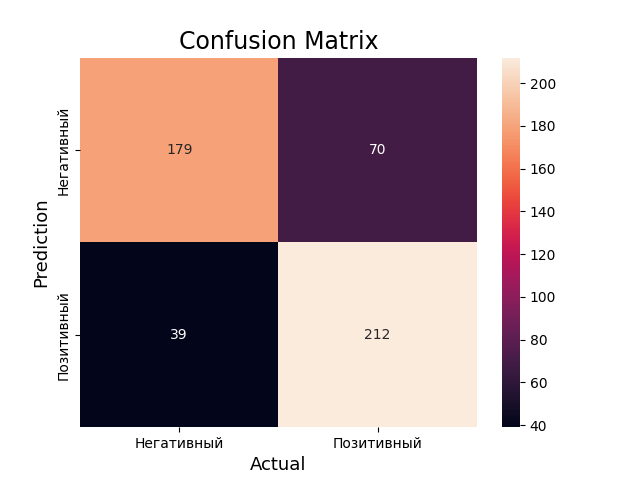 Confusion Matrix
Prediction
Негативный
179
70
Позитивный
39
212
Негативный
Позитивный
Actual
200
180
160
140
120
100
80
60
40